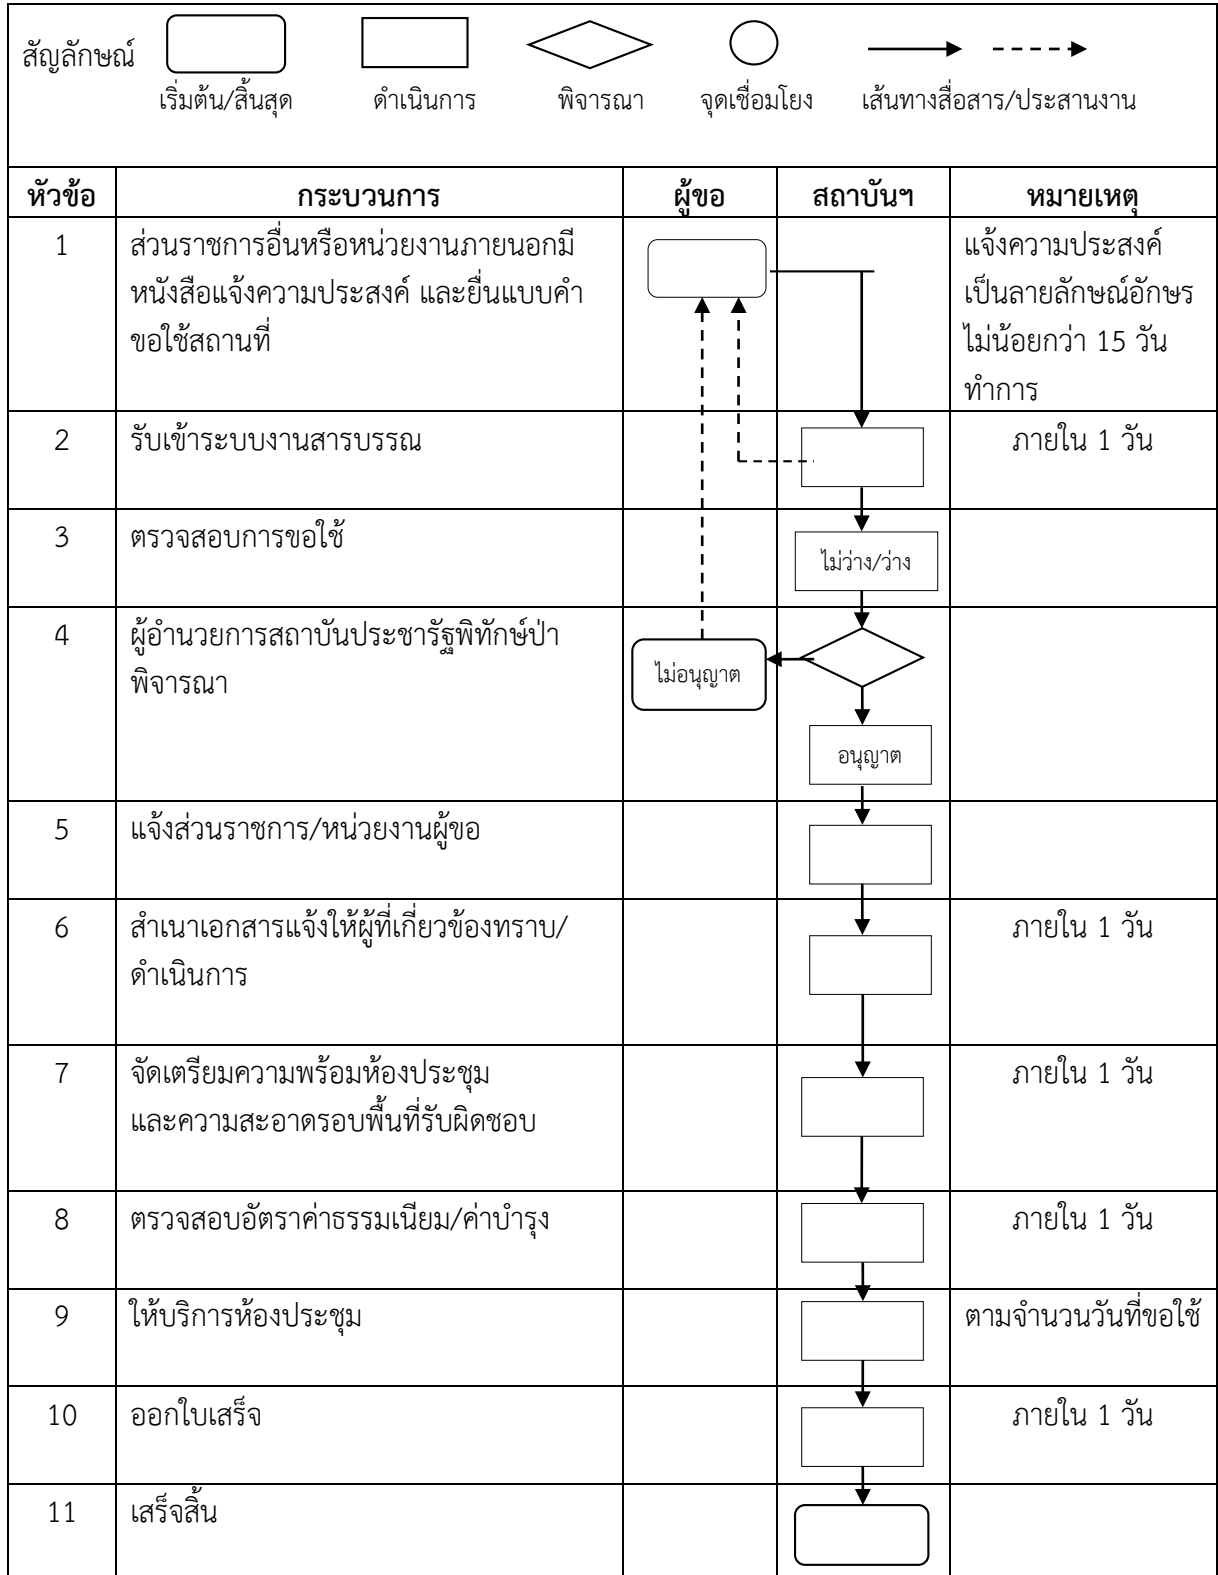 สัญลักษณ์
เริ่มต้น/สิ้นสุด ดำเนินการ พิจารณา จุดเชื่อมโยง เส้นทางสื่อสาร/ประสานงาน
หัวข้อ กระบวนการ ผู้ขอ สถาบันฯ หมายเหตุ
1 ส่วนราชการอื่นหรือหน่วยงานภายนอกมี แจ้งความประสงค์
หนังสือแจ้งความประสงค์ และยื่นแบบคำ เป็นลายลักษณ์อักษร
ขอใช้สถานที่ ไม่น้อยกว่า 15 วัน
ทำการ
2 รับเข้าระบบงานสารบรรณ ภายใน 1 วัน
3 ตรวจสอบการขอใช้
ไม่ว่าง/ว่าง
4 ผู้อำนวยการสถาบันประชารัฐพิทักษ์ป่า
พิจารณา ไม่อนุญาต
อนุญาต
5 แจ้งส่วนราชการ/หน่วยงานผู้ขอ
6 สำเนาเอกสารแจ้งให้ผู้ที่เกี่ยวข้องทราบ/ ภายใน 1 วัน
ดำเนินการ
7 จัดเตรียมความพร้อมห้องประชุม ภายใน 1 วัน
และความสะอาดรอบพื้นที่รับผิดชอบ
8 ตรวจสอบอัตราค่าธรรมเนียม/ค่าบำรุง ภายใน 1 วัน
9 ให้บริการห้องประชุม ตามจำนวนวันที่ขอใช้
10 ออกใบเสร็จ ภายใน 1 วัน
11 เสร็จสิ้น